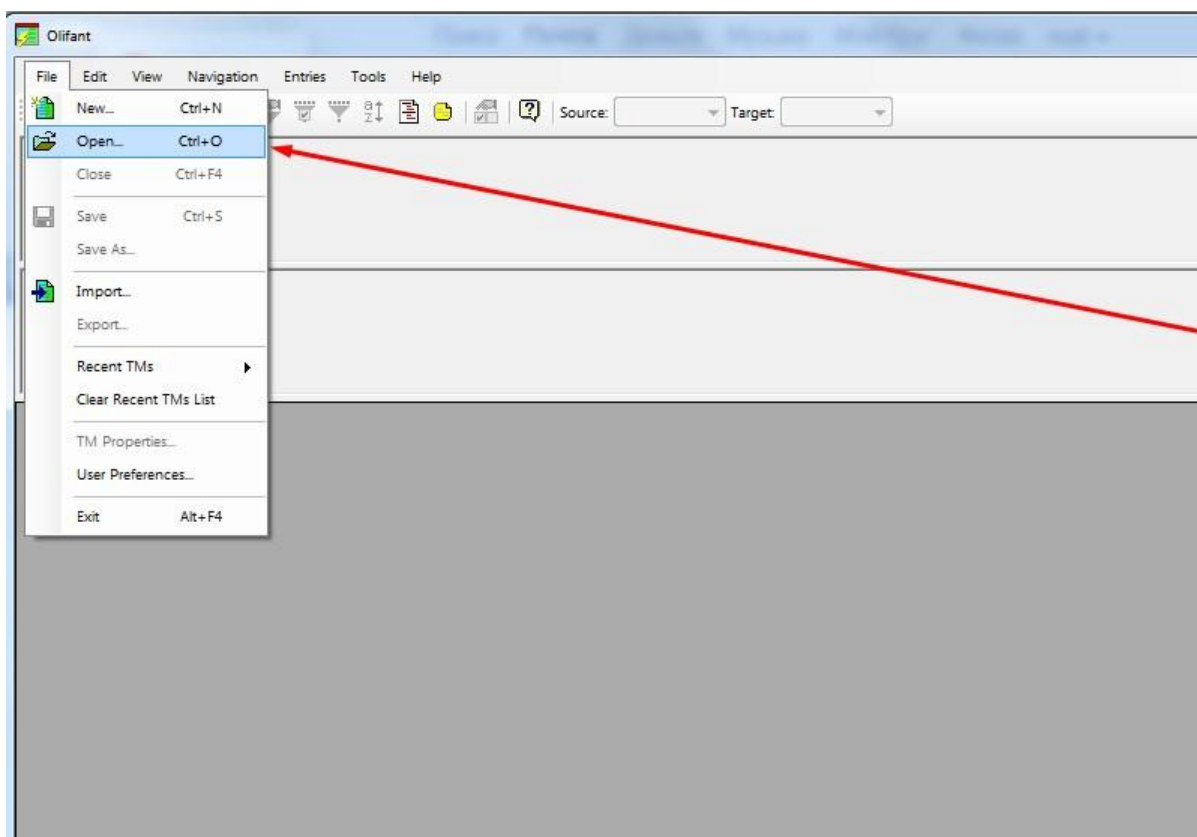 Olifant
File Edit View Navigation Entries Tools Help
New... Ctrl+N
Source: Target:
Open... Ctrl+O
Close Ctrl+F4
Save Ctrl+S
Save As...
Import...
Export...
Recent TMs
Clear Recent TMs List
TM Properties...
User Preferences...
Exit Alt+F4